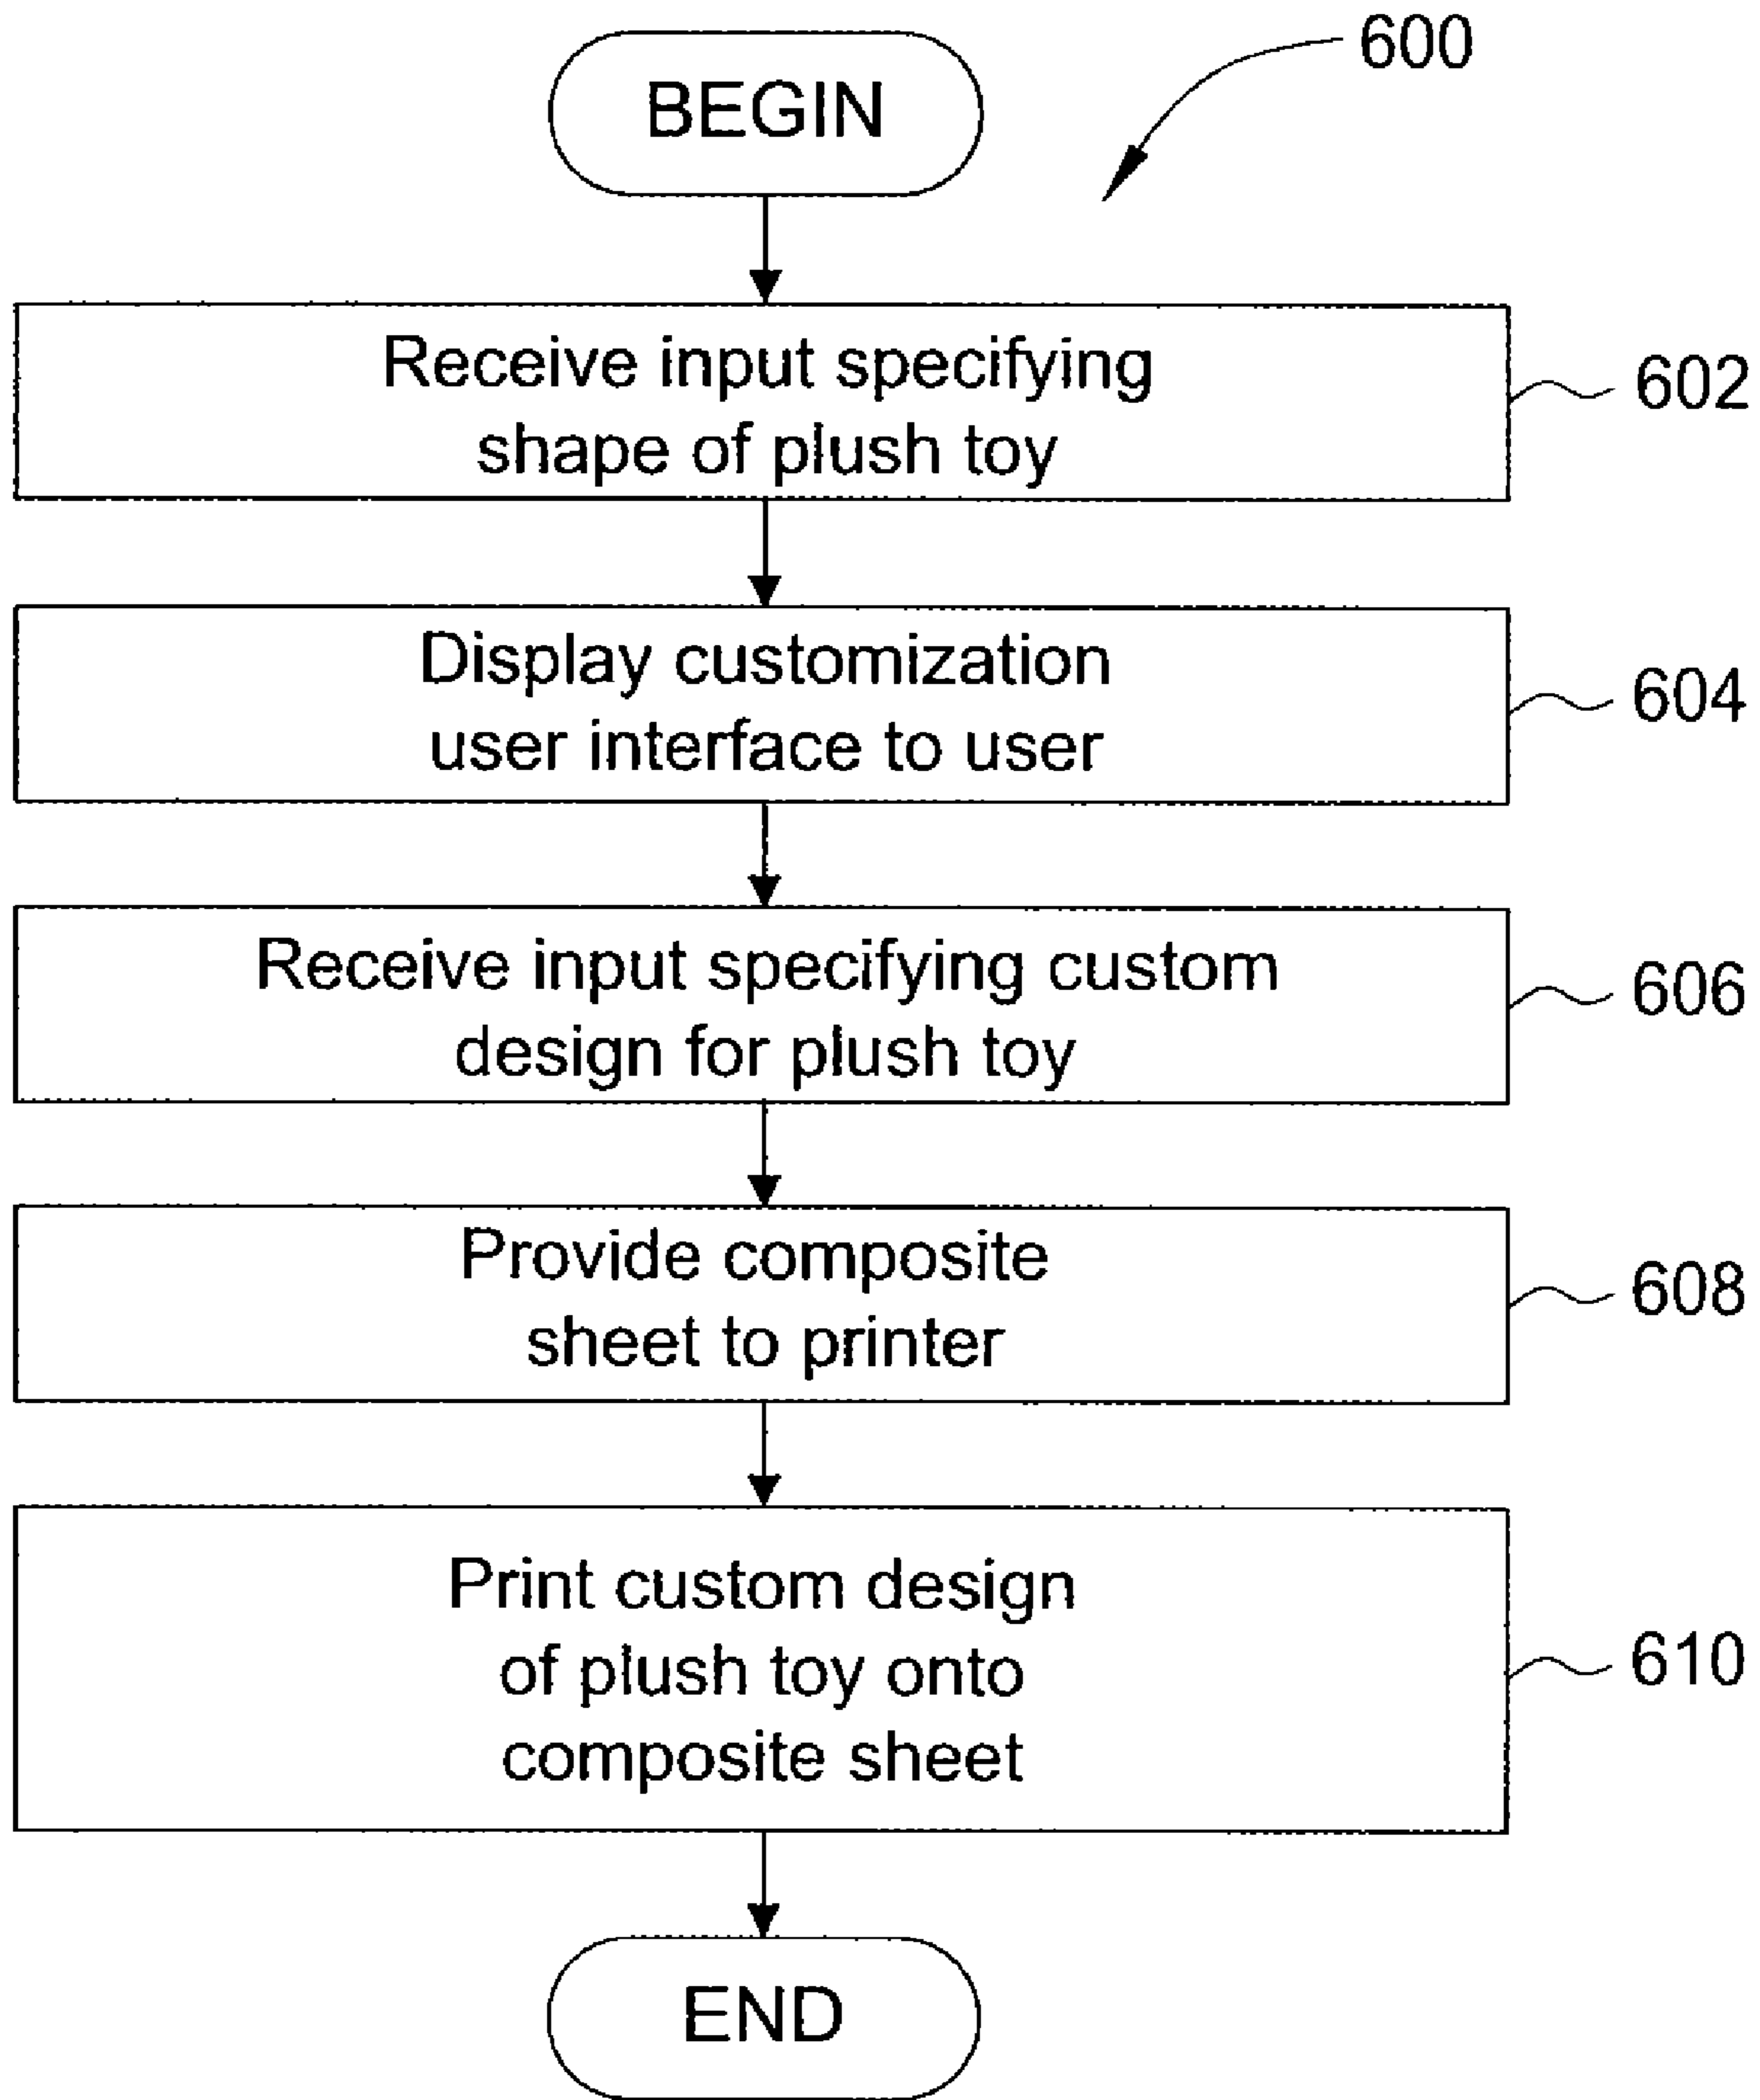 BEGIN
600
Receive input specifying
shape of plush toy
602
Display customization
user interface to user
604
Receive input specifying custom
design for plush toy
606
Provide composite
sheet to printer
608
Print custom design
of plush toy onto
composite sheet
610
END